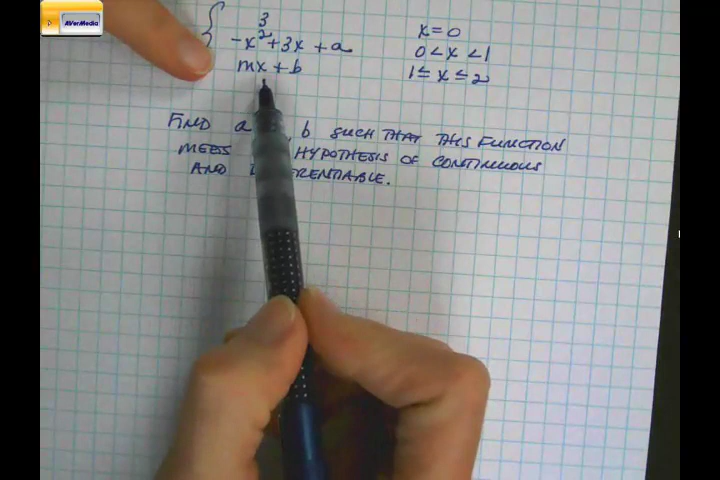 AVerMedia
3 x=0
-x²+3x+a 0<x<1
mx+b 1≤x≤2
FIND a b SUCH THAT THIS FUNCTION
MEETS HYPOTHESIS OF CONTINUOUS
AND